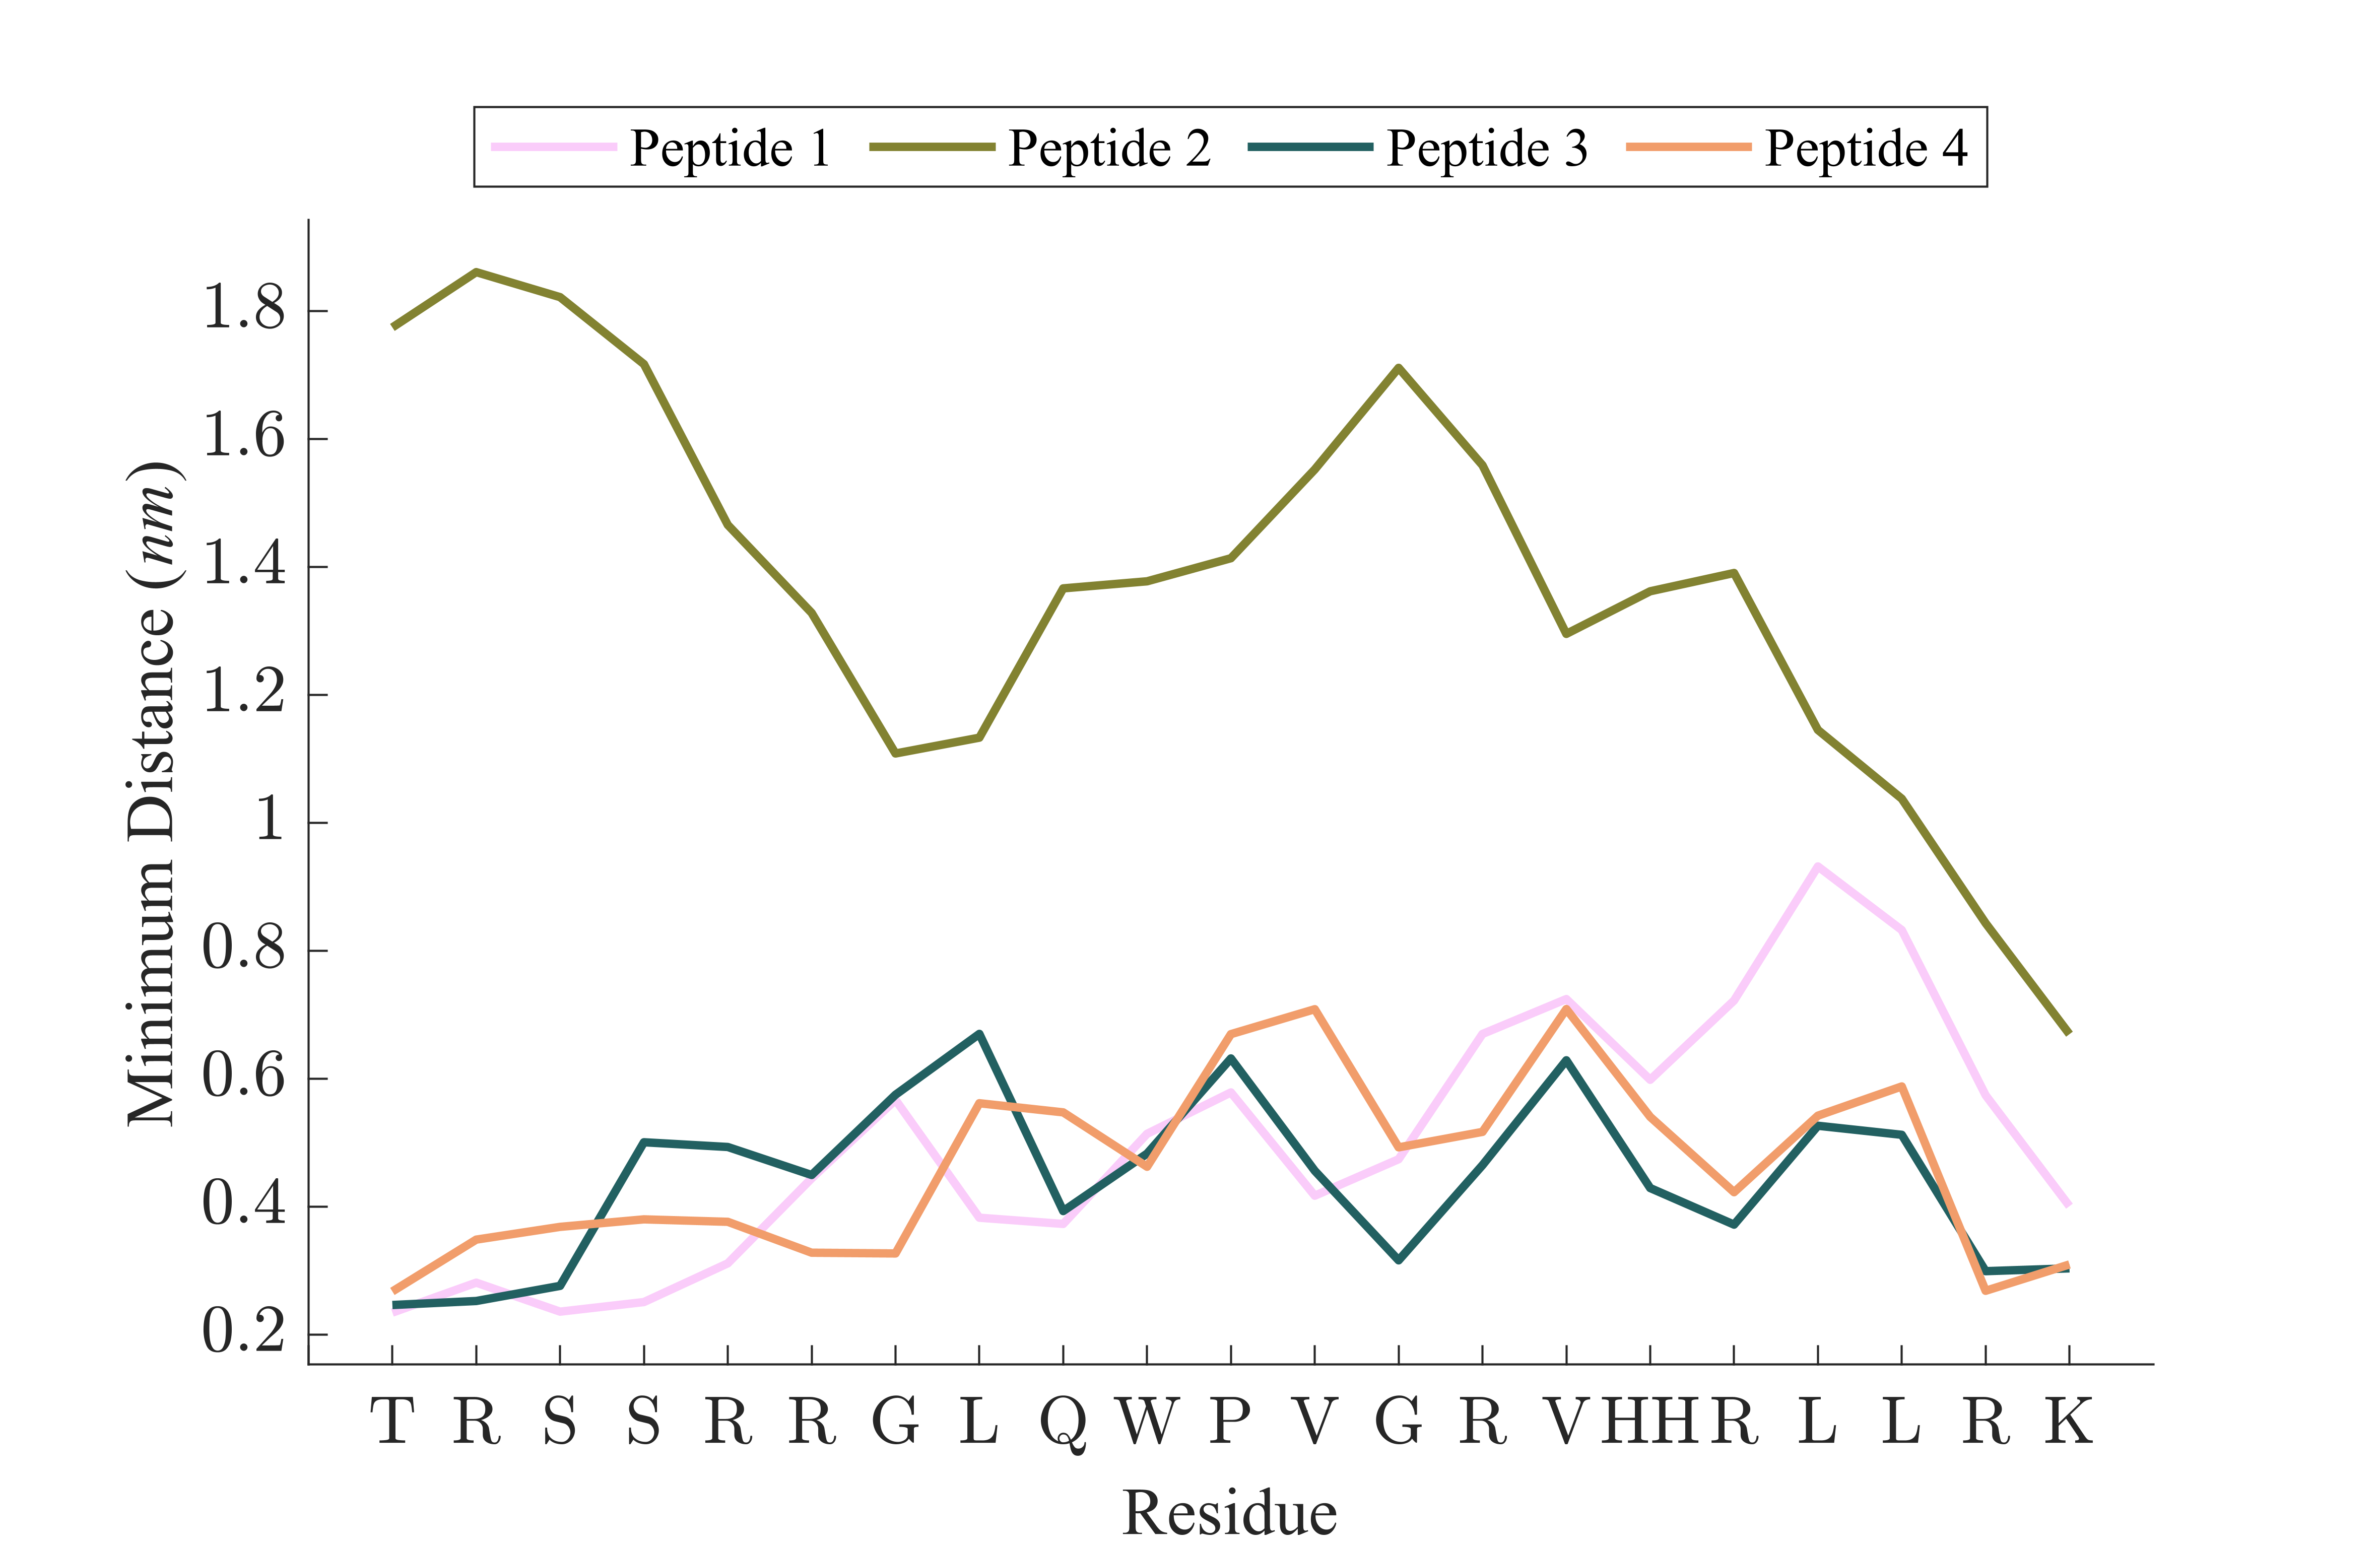 Peptide 1 Peptide 2 Peptide 3 Peptide 4
Minimum Distance (nm)
1.8
1.6
1.4
1.2
1
0.8
0.6
0.4
0.2
T R S S R R G L Q W P V G R V HHH R L L R K
Residue